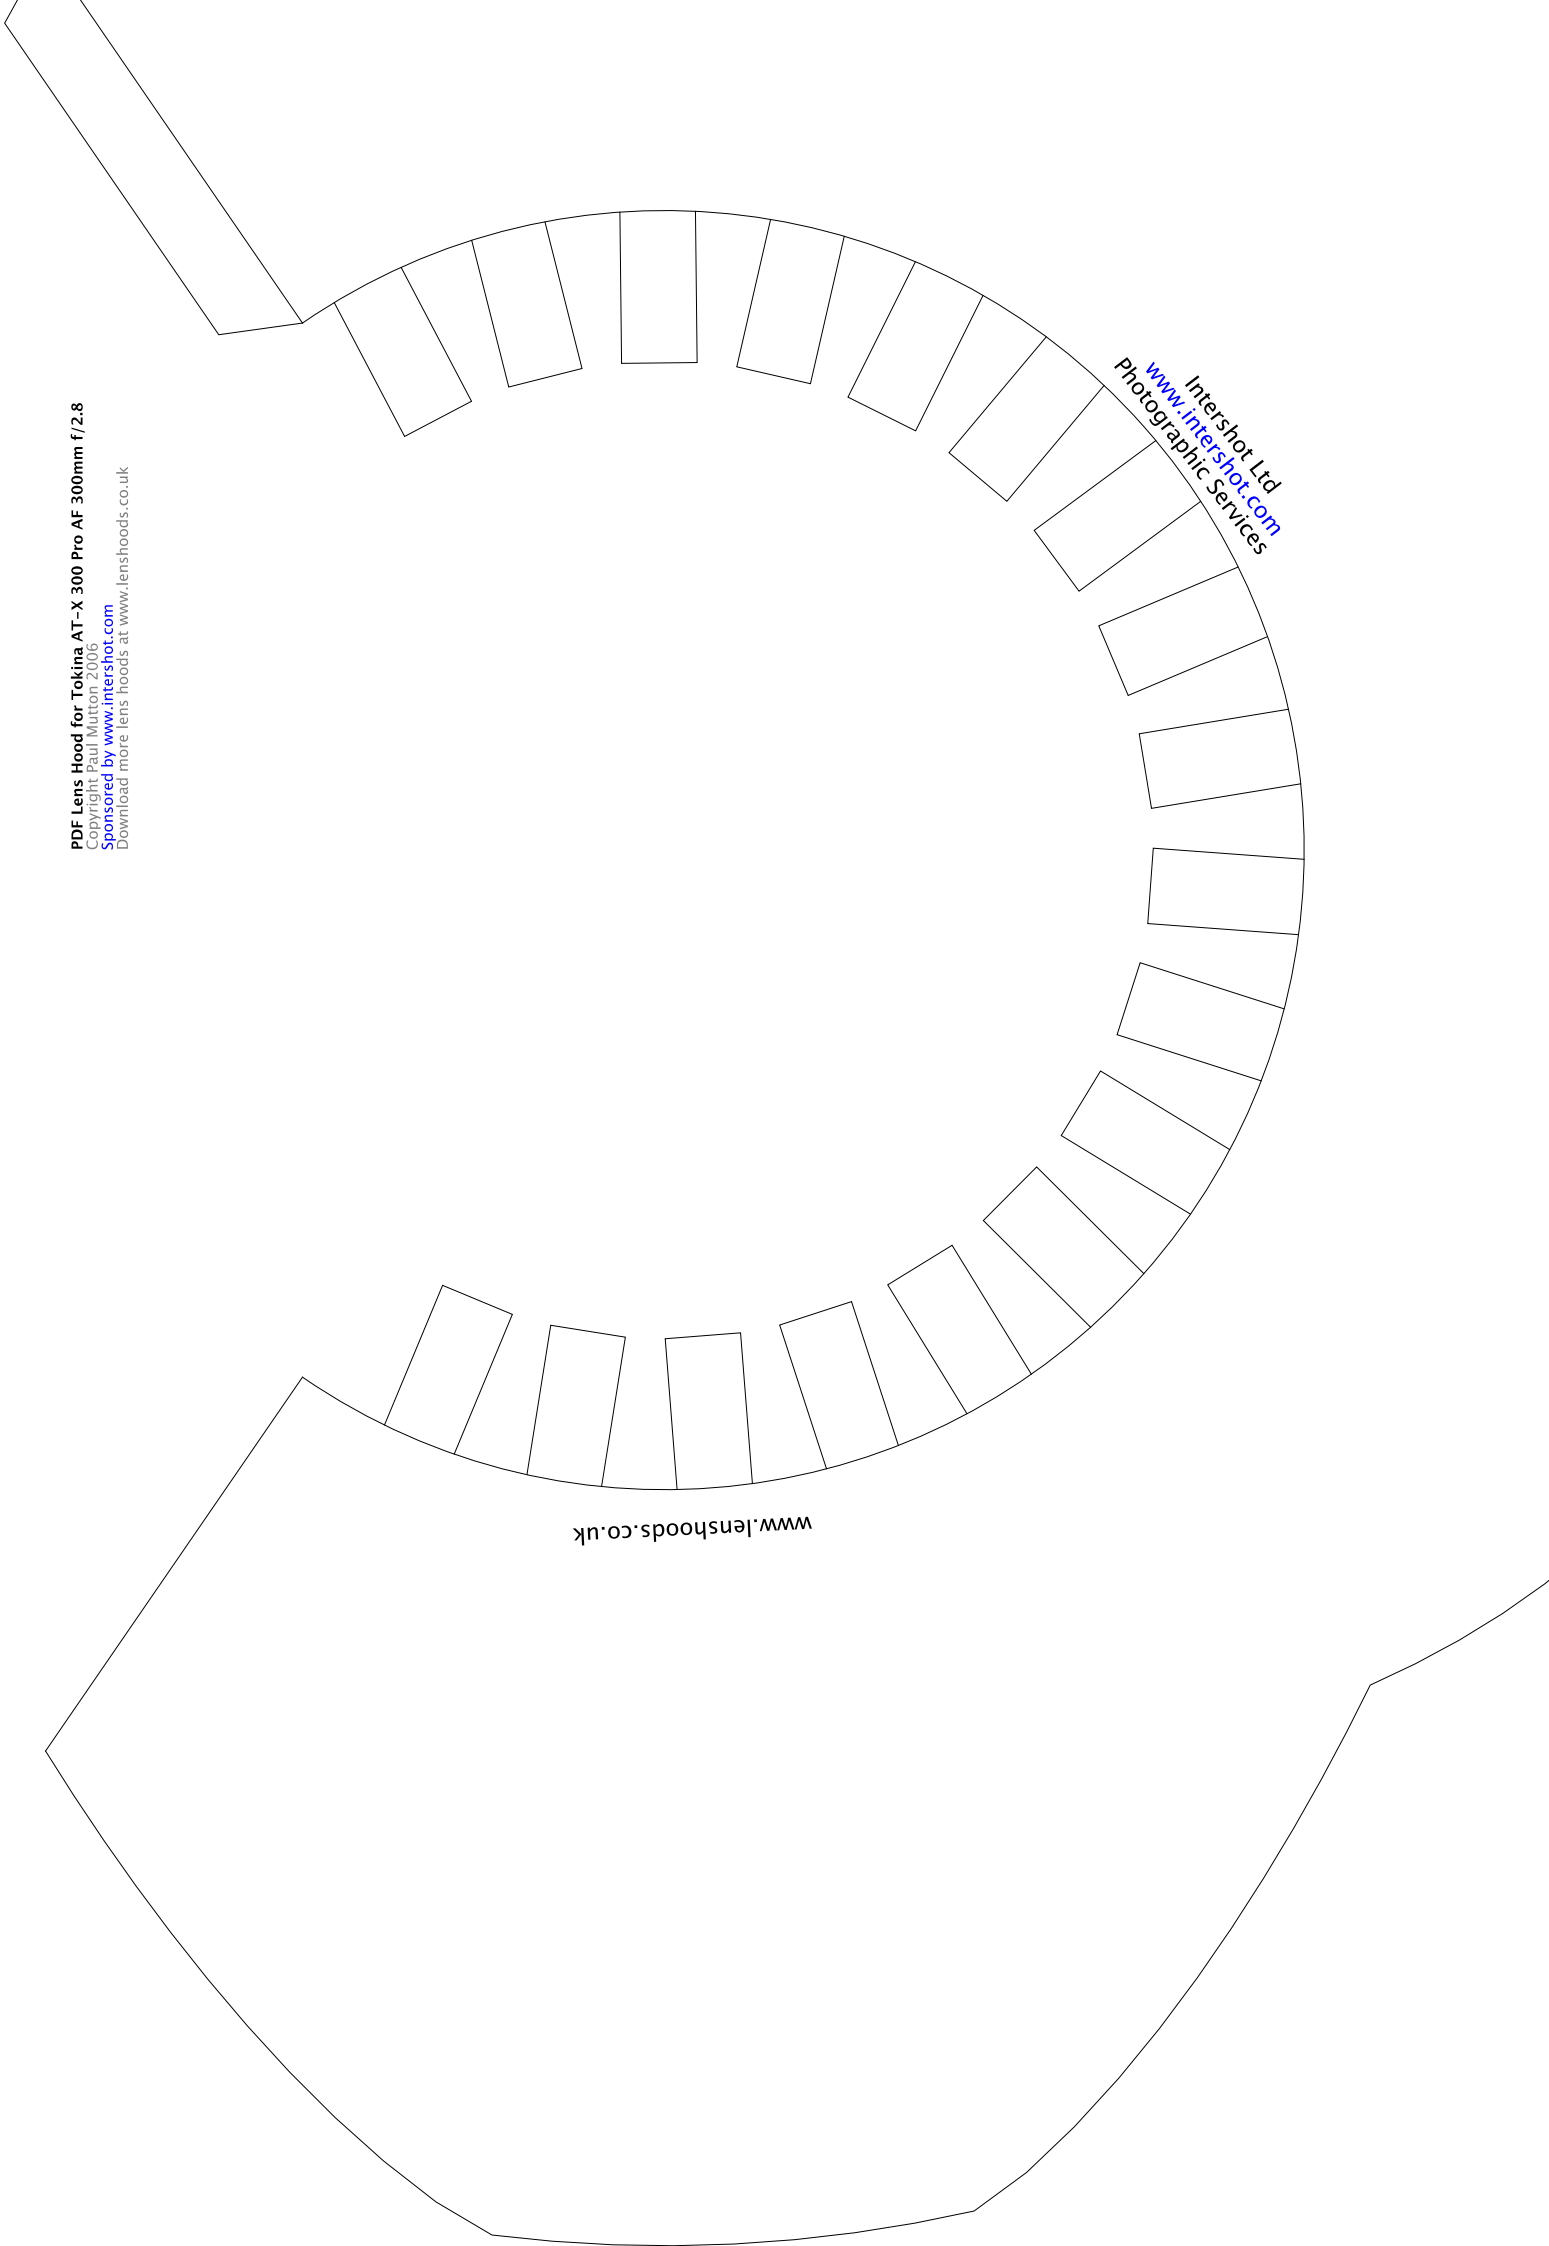 PDF Lens Hood for Tokina AT-X 300 Pro AF 300mm f/2.8
Copyright Paul Mutton 2006
Sponsored by www.intershot.com
Download more lens hoods at www.lenshoods.co.uk
Intershot Ltd
www.intershot.com
Photographic Services
www.lenshoods.co.uk